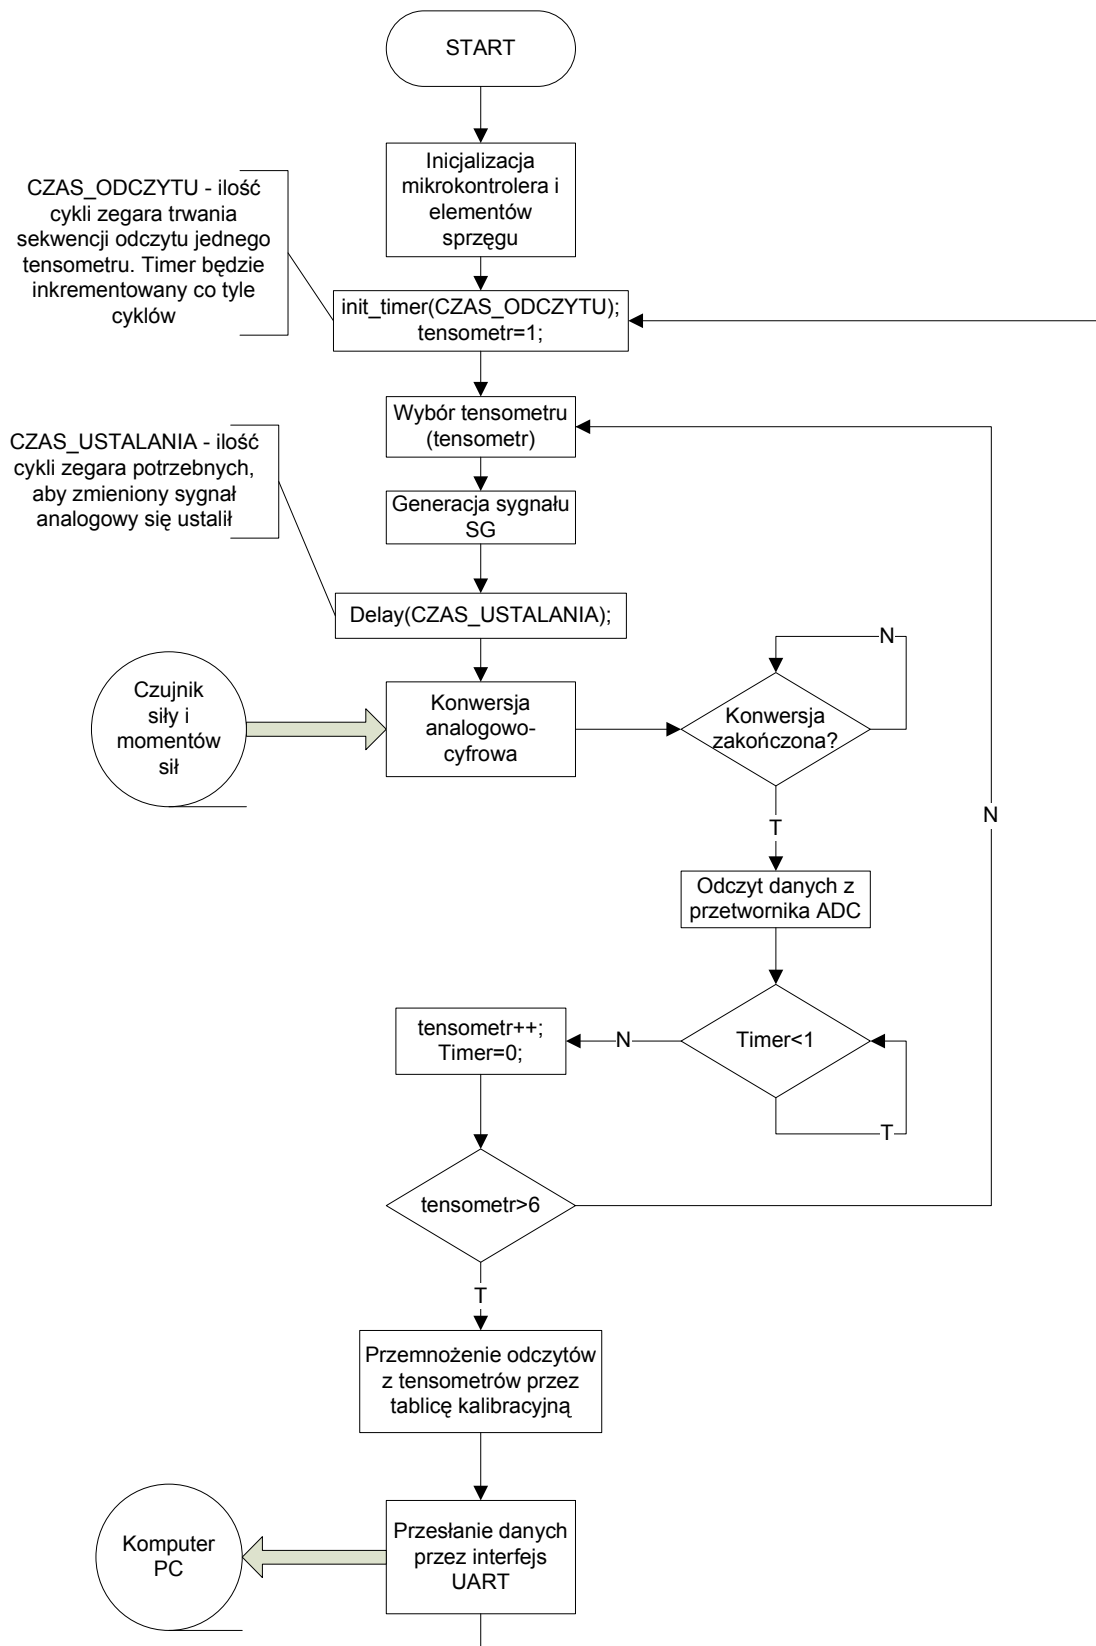 START
Inicjalizacja
mikrokontrolera i
elementów
sprzęgu
CZAS_ODCZYTU - ilość
cykli zegara trwania
sekwencji odczytu jednego
tensometru. Timer będzie
inkrementowany co tyle
cyklów
init_timer(CZAS_ODCZYTU);
tensometr=1;
Wybór tensometru
(tensometr)
CZAS_USTALANIA - ilość
cykli zegara potrzebnych,
aby zmieniony sygnał
analogowy się ustalił
Generacja sygnału
SG
Delay(CZAS_USTALANIA);
Czujnik
siły i
momentów
sił
Konwersja
analogowo-
cyfrowa
N
Konwersja
zakończona?
T
N
Odczyt danych z
przetwornika ADC
Timer<1
T
N
tensometr++;
Timer=0;
tensometr>6
T
Przemnożenie odczytów
z tensometrów przez
tablicę kalibracyjną
Przesłanie danych
przez interfejs
UART
Komputer
PC